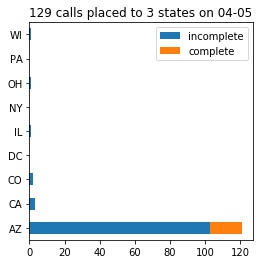 129 calls placed to 3 states on 04-05
incomplete
complete
WI
PA
OH
NY
IL
DC
CO
CA
AZ
0 20 40 60 80 100 120